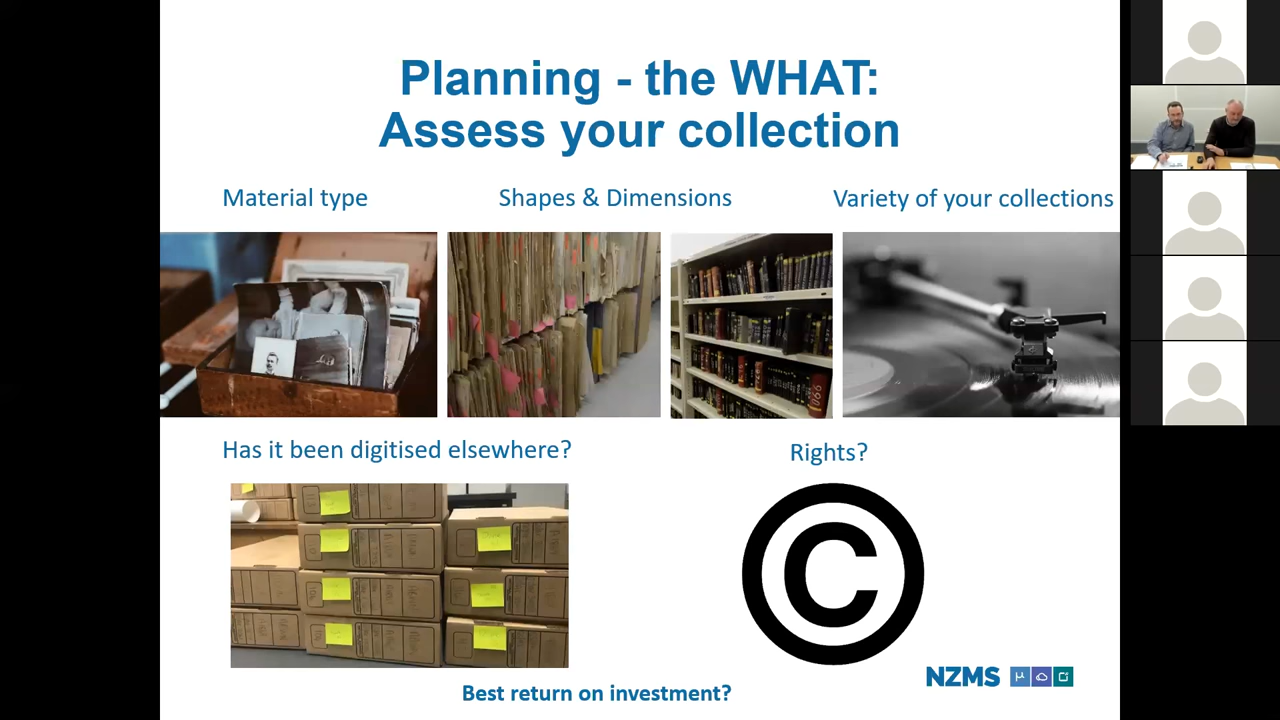 Planning - the WHAT:
Assess your collection
Material type
Shapes & Dimensions
Variety of your collections
Has it been digitised elsewhere?
Rights?
©
NZMS
Best return on investment?